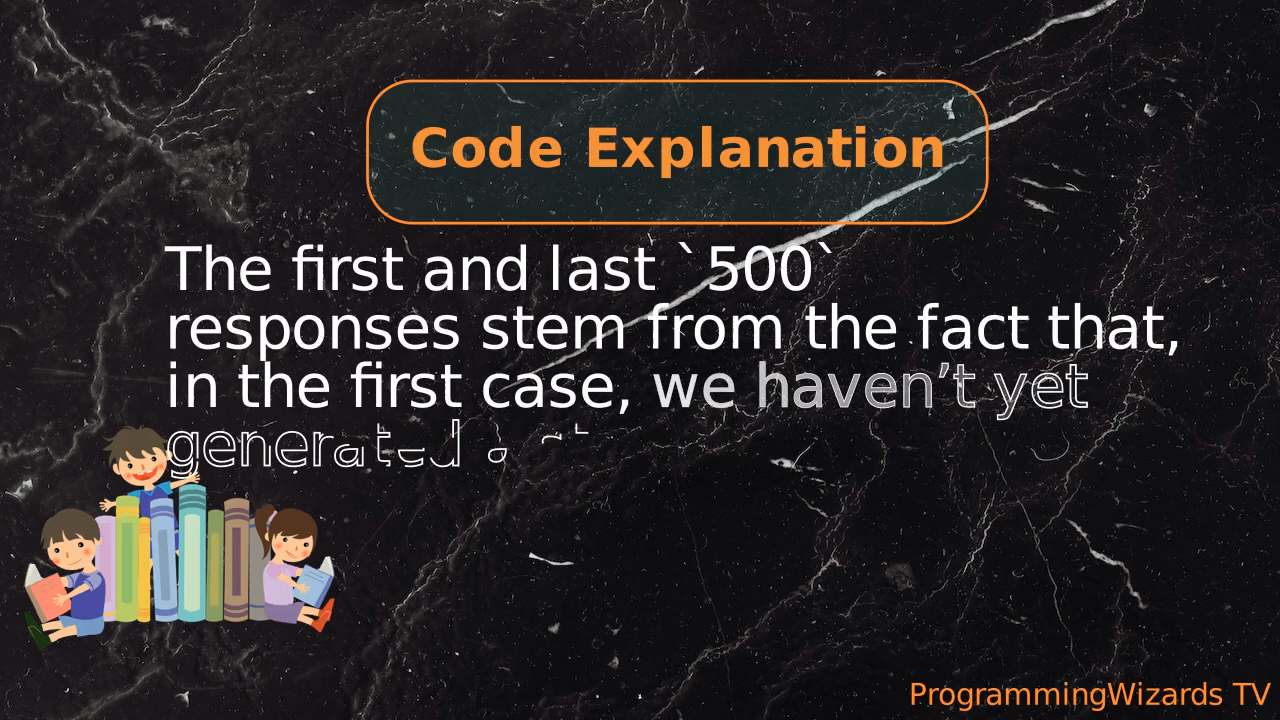 Code Explanation
The first and last `500`
responses stem from the fact that,
in the first case, we haven’t yet
generated a
ProgrammingWizards TV